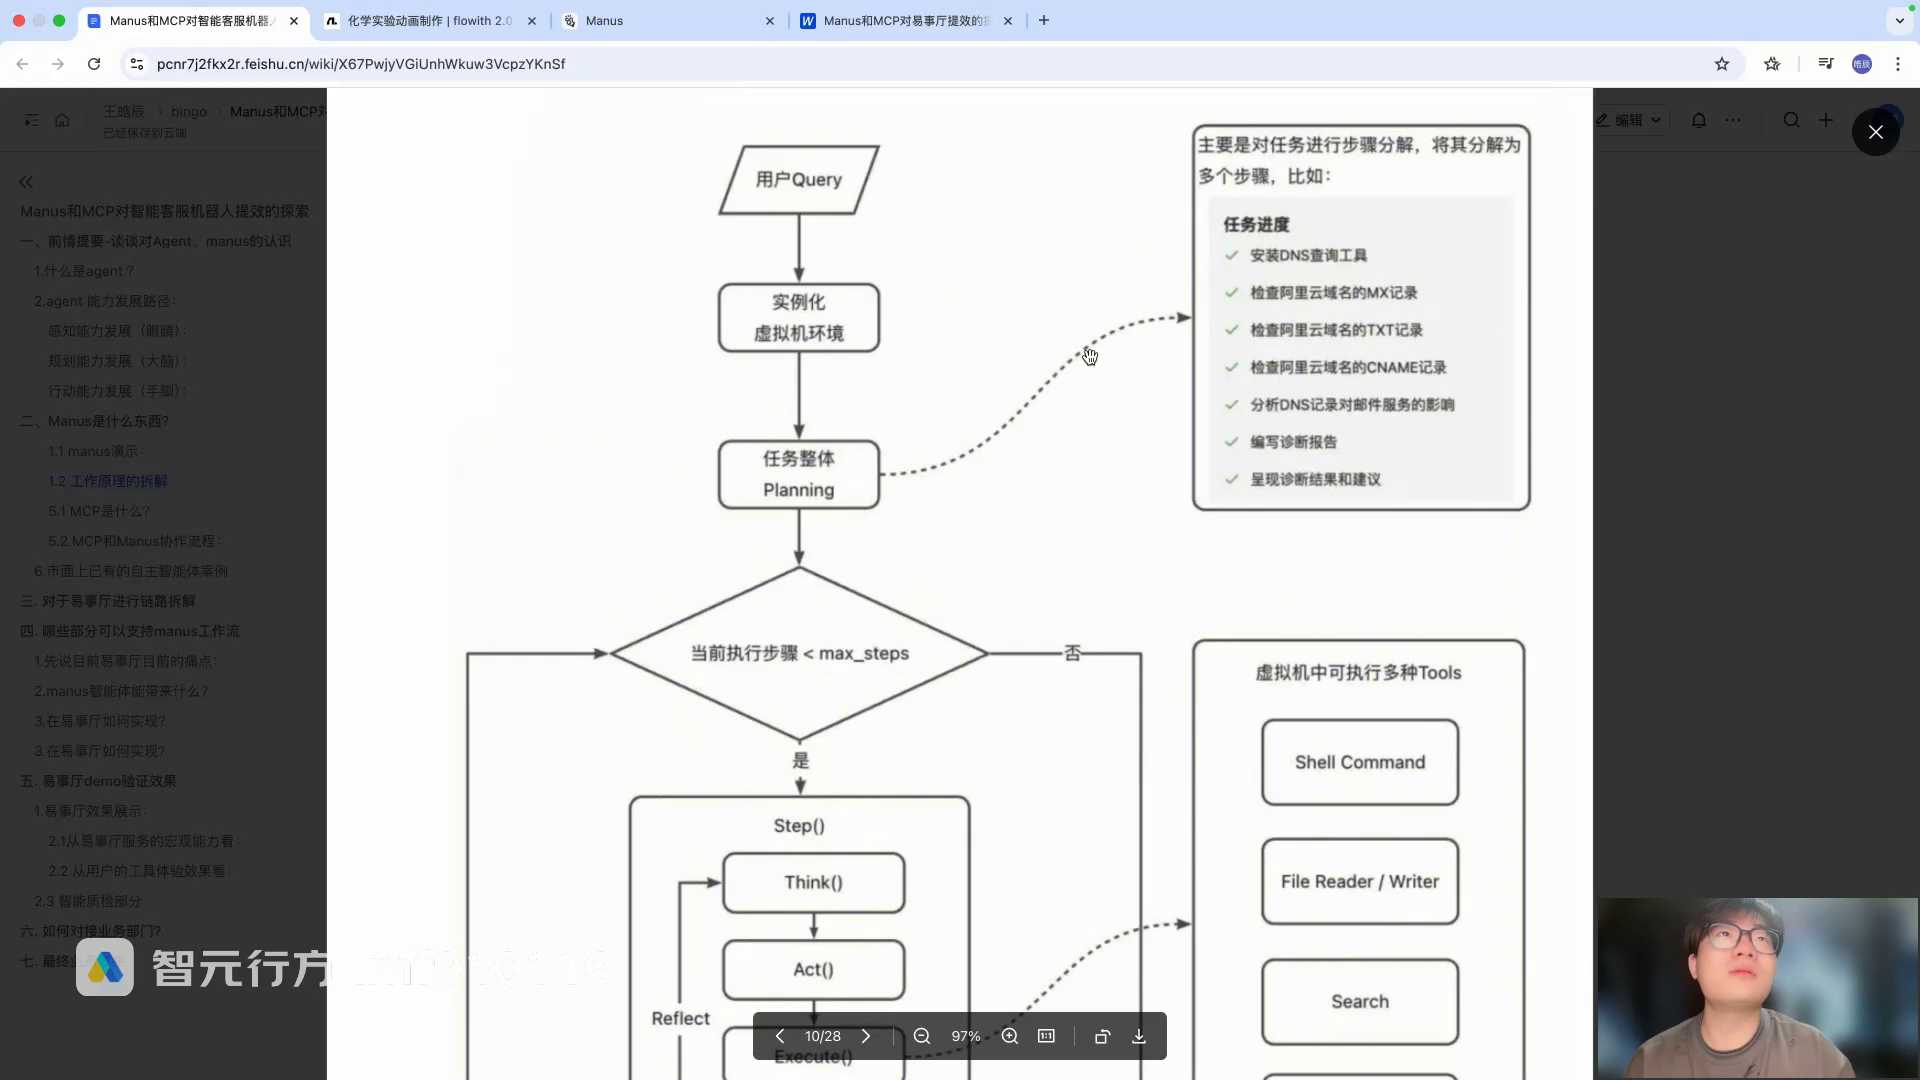 Manus和MCP对智能客服机器人
化学实验动画制作 | flowith 2.0
Manus
Manus和MCP对易事厅提效的探
pcnr7j2fkx2r.feishu.cn/wiki/X67PwjyVGiUnhWkuw3VcpzYKnSf
皓辰
王皓辰
bingo
Manus和MCP对
已经保存到云端
编辑
Manus和MCP对智能客服机器人提效的探索
一、前情提要-谈谈对Agent、manus的认识
1.什么是agent？
2.agent 能力发展路径：
感知能力发展（眼睛）：
规划能力发展（大脑）：
行动能力发展（手脚）：
二、Manus是什么东西?
1.1 manus演示：
1.2 工作原理的拆解
5.1 MCP是什么?
5.2 MCP和Manus协作流程：
6.市面上已有的自主智能体案例
三. 对于易事厅进行链路拆解
四. 哪些部分可以支持manus工作流
1.先说目前易事厅目前的痛点：
2.manus智能体能带来什么?
3.在易事厅如何实现?
3.在易事厅如何实现?
五. 易事厅demo验证效果
1.易事厅效果展示：
2.1从易事厅服务的宏观能力看：
2.2 从用户的工具体验效果看：
2.3 智能质检部分
六. 如何对接业务部门?
七. 最终
智元行方
用户Query
实例化
虚拟机环境
任务整体
Planning
当前执行步骤 < max_steps
否
是
Step()
Think()
Act()
Reflect
Execute()
主要是对任务进行步骤分解，将其分解为
多个步骤，比如：
任务进度
安装DNS查询工具
检查阿里云域名的MX记录
检查阿里云域名的TXT记录
检查阿里云域名的CNAME记录
分析DNS记录对邮件服务的影响
编写诊断报告
呈现诊断结果和建议
虚拟机中可执行多种Tools
Shell Command
File Reader / Writer
Search
10/28
97%
1:1